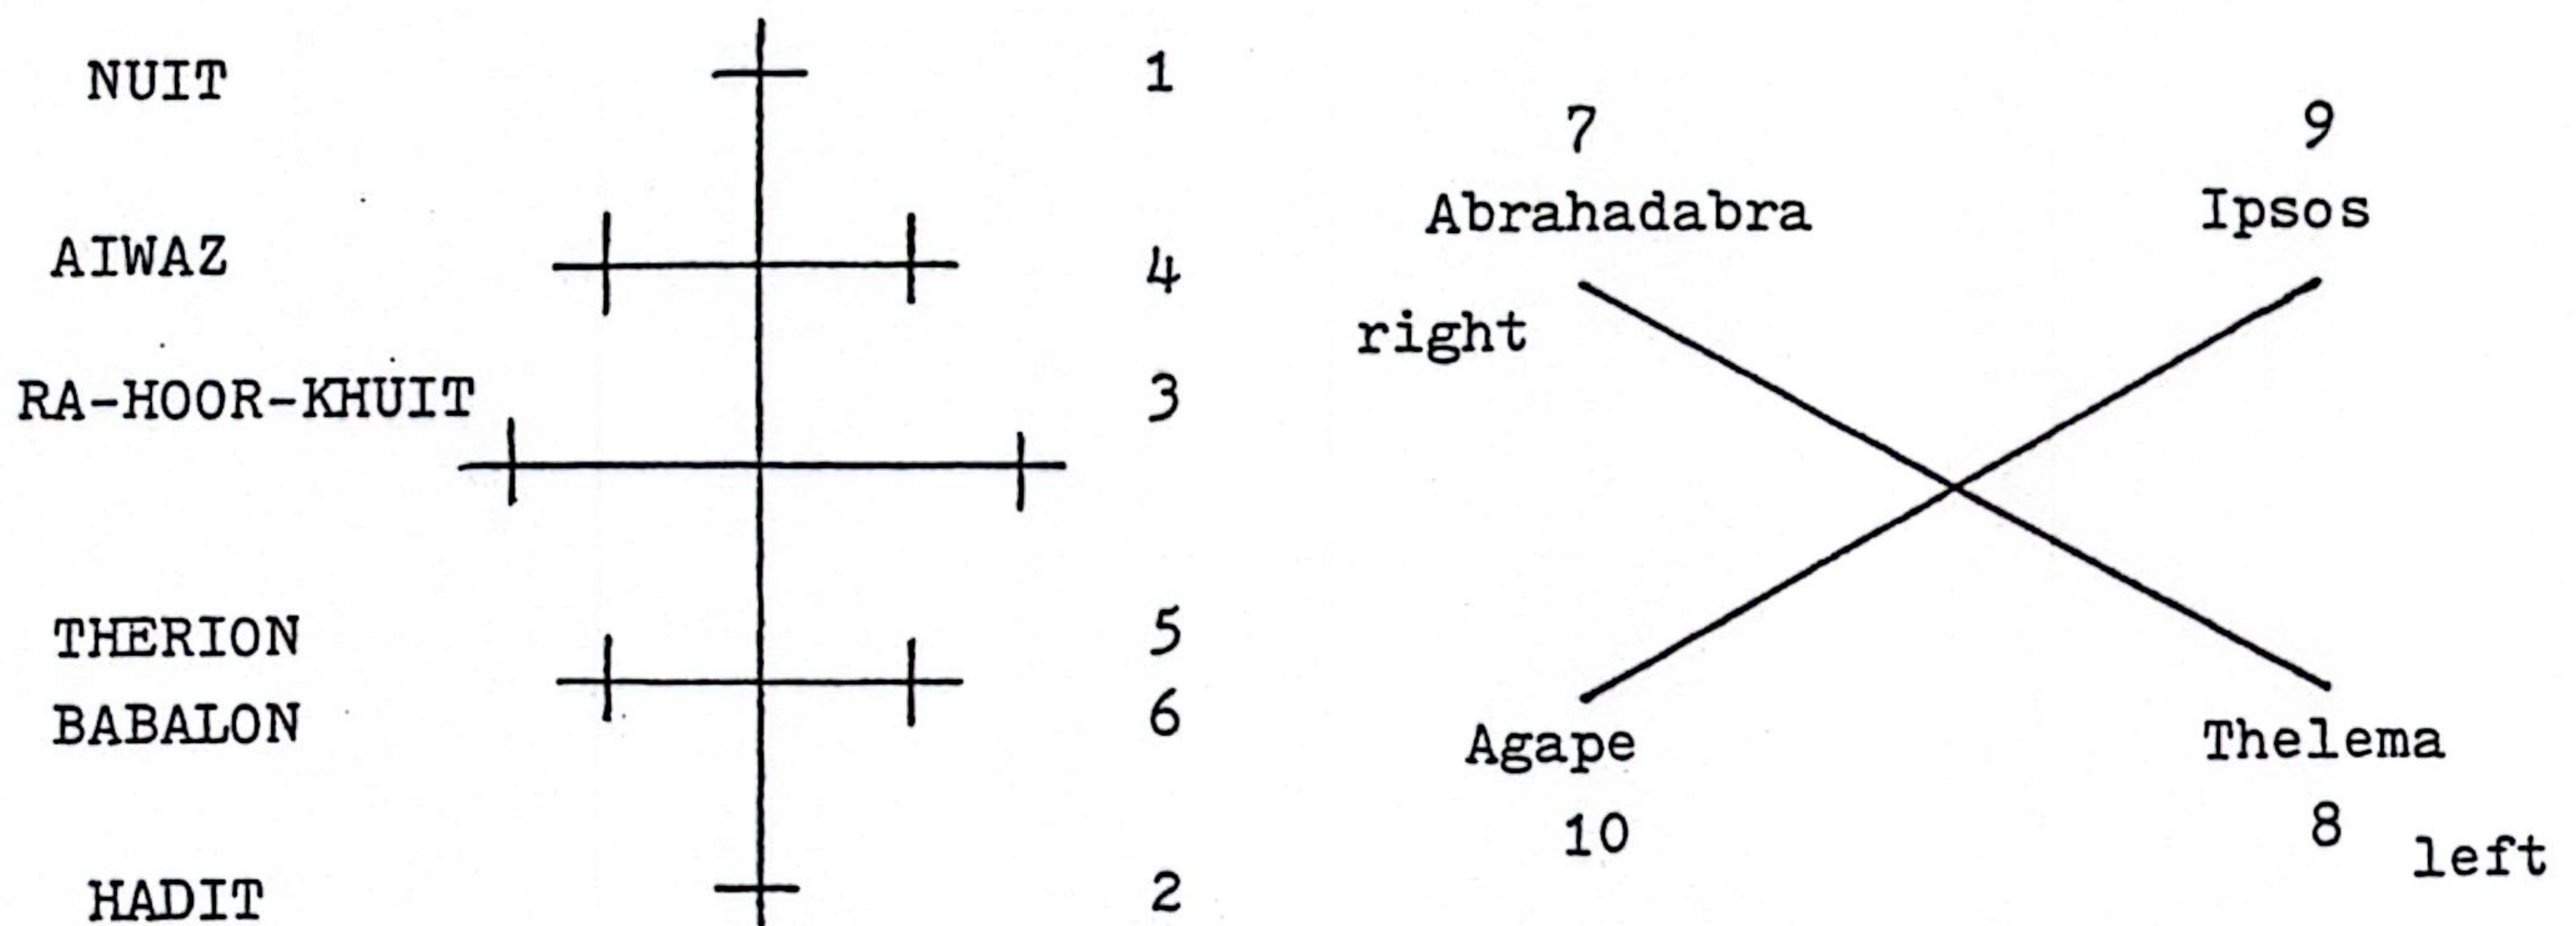 NUIT 1
AIWAZ 4
RA-HOOR-KHUIT 3
THERION 5
BABALON 6
HADIT 2
7 9
Abrahadabra Ipsos
right
Agape Thelema
10 8
left